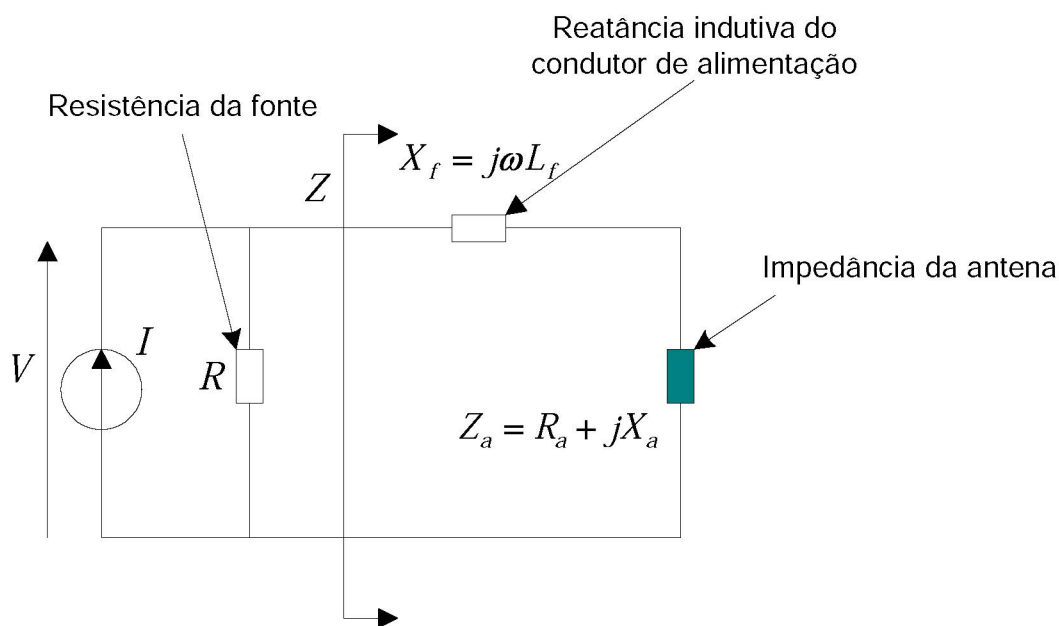 Reatância indutiva do
condutor de alimentação
Resistência da fonte
X_f = jωL_f
Z
Impedância da antena
I
V
R
Z_a = R_a + jX_a